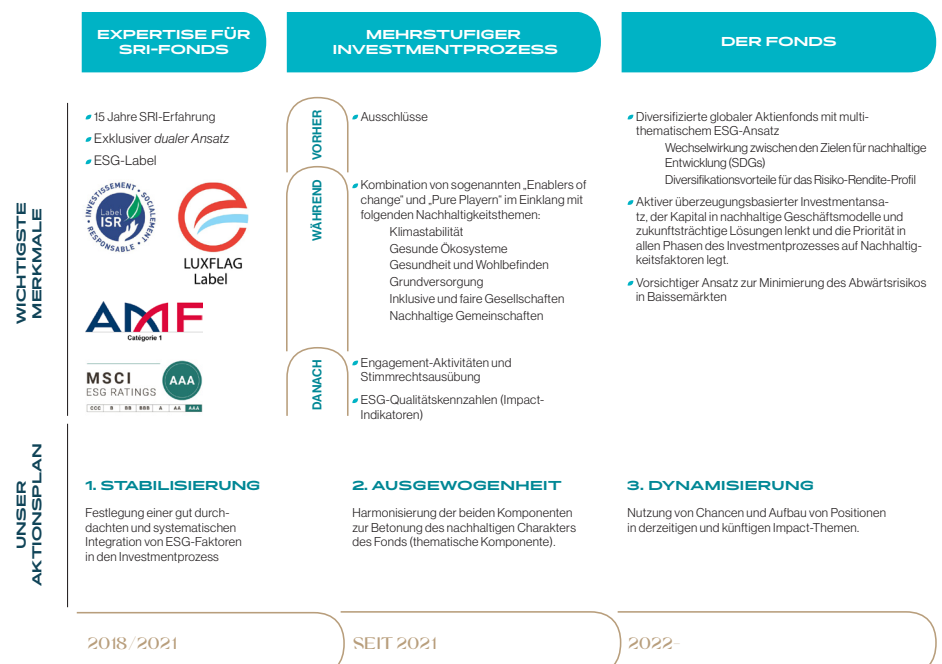 EXPERTISE FÜR
SRI-FONDS
MEHRSTUFIGER
INVESTMENTPROZESS
DER FONDS
WICHTIGSTE
MERKMALE
15 Jahre SRI-Erfahrung
Exklusiver dualer Ansatz
ESG-Label
INVESTISSEMENT • SOCIALEMENT • RESPONSABLE •
Label
ISR
LUXFLAG
Label
AMF
Catégorie 1
MSCI
ESG RATINGS
AAA
CCC B BB BBB A AA AAA
VORHER
Ausschlüsse
WÄHREND
Kombination von sogenannten „Enablers of
change“ und „Pure Playern“ im Einklang mit
folgenden Nachhaltigkeitsthemen:
Klimastabilität
Gesunde Ökosysteme
Gesundheit und Wohlbefinden
Grundversorgung
Inklusive und faire Gesellschaften
Nachhaltige Gemeinschaften
DANACH
Engagement-Aktivitäten und
Stimmrechtsausübung
ESG-Qualitätskennzahlen (Impact-
Indikatoren)
Diversifizierte globaler Aktienfonds mit multi-
thematischem ESG-Ansatz
Wechselwirkung zwischen den Zielen für nachhaltige
Entwicklung (SDGs)
Diversifikationsvorteile für das Risiko-Rendite-Profil
Aktiver überzeugungsbasierter Investmentansa-
tz, der Kapital in nachhaltige Geschäftsmodelle und
zukunftsträchtige Lösungen lenkt und die Priorität in
allen Phasen des Investmentprozesses auf Nachhaltig-
keitsfaktoren legt.
Vorsichtiger Ansatz zur Minimierung des Abwärtsrisikos
in Baissemärkten
UNSER
AKTIONSPLAN
1. STABILISIERUNG
Festlegung einer gut durch-
dachten und systematischen
Integration von ESG-Faktoren
in den Investmentprozess
2. AUSGEWOGENHEIT
Harmonisierung der beiden Komponenten
zur Betonung des nachhaltigen Charakters
des Fonds (thematische Komponente).
3. DYNAMISIERUNG
Nutzung von Chancen und Aufbau von Positionen
in derzeitigen und künftigen Impact-Themen.
2018/2021
SEIT 2021
2022-